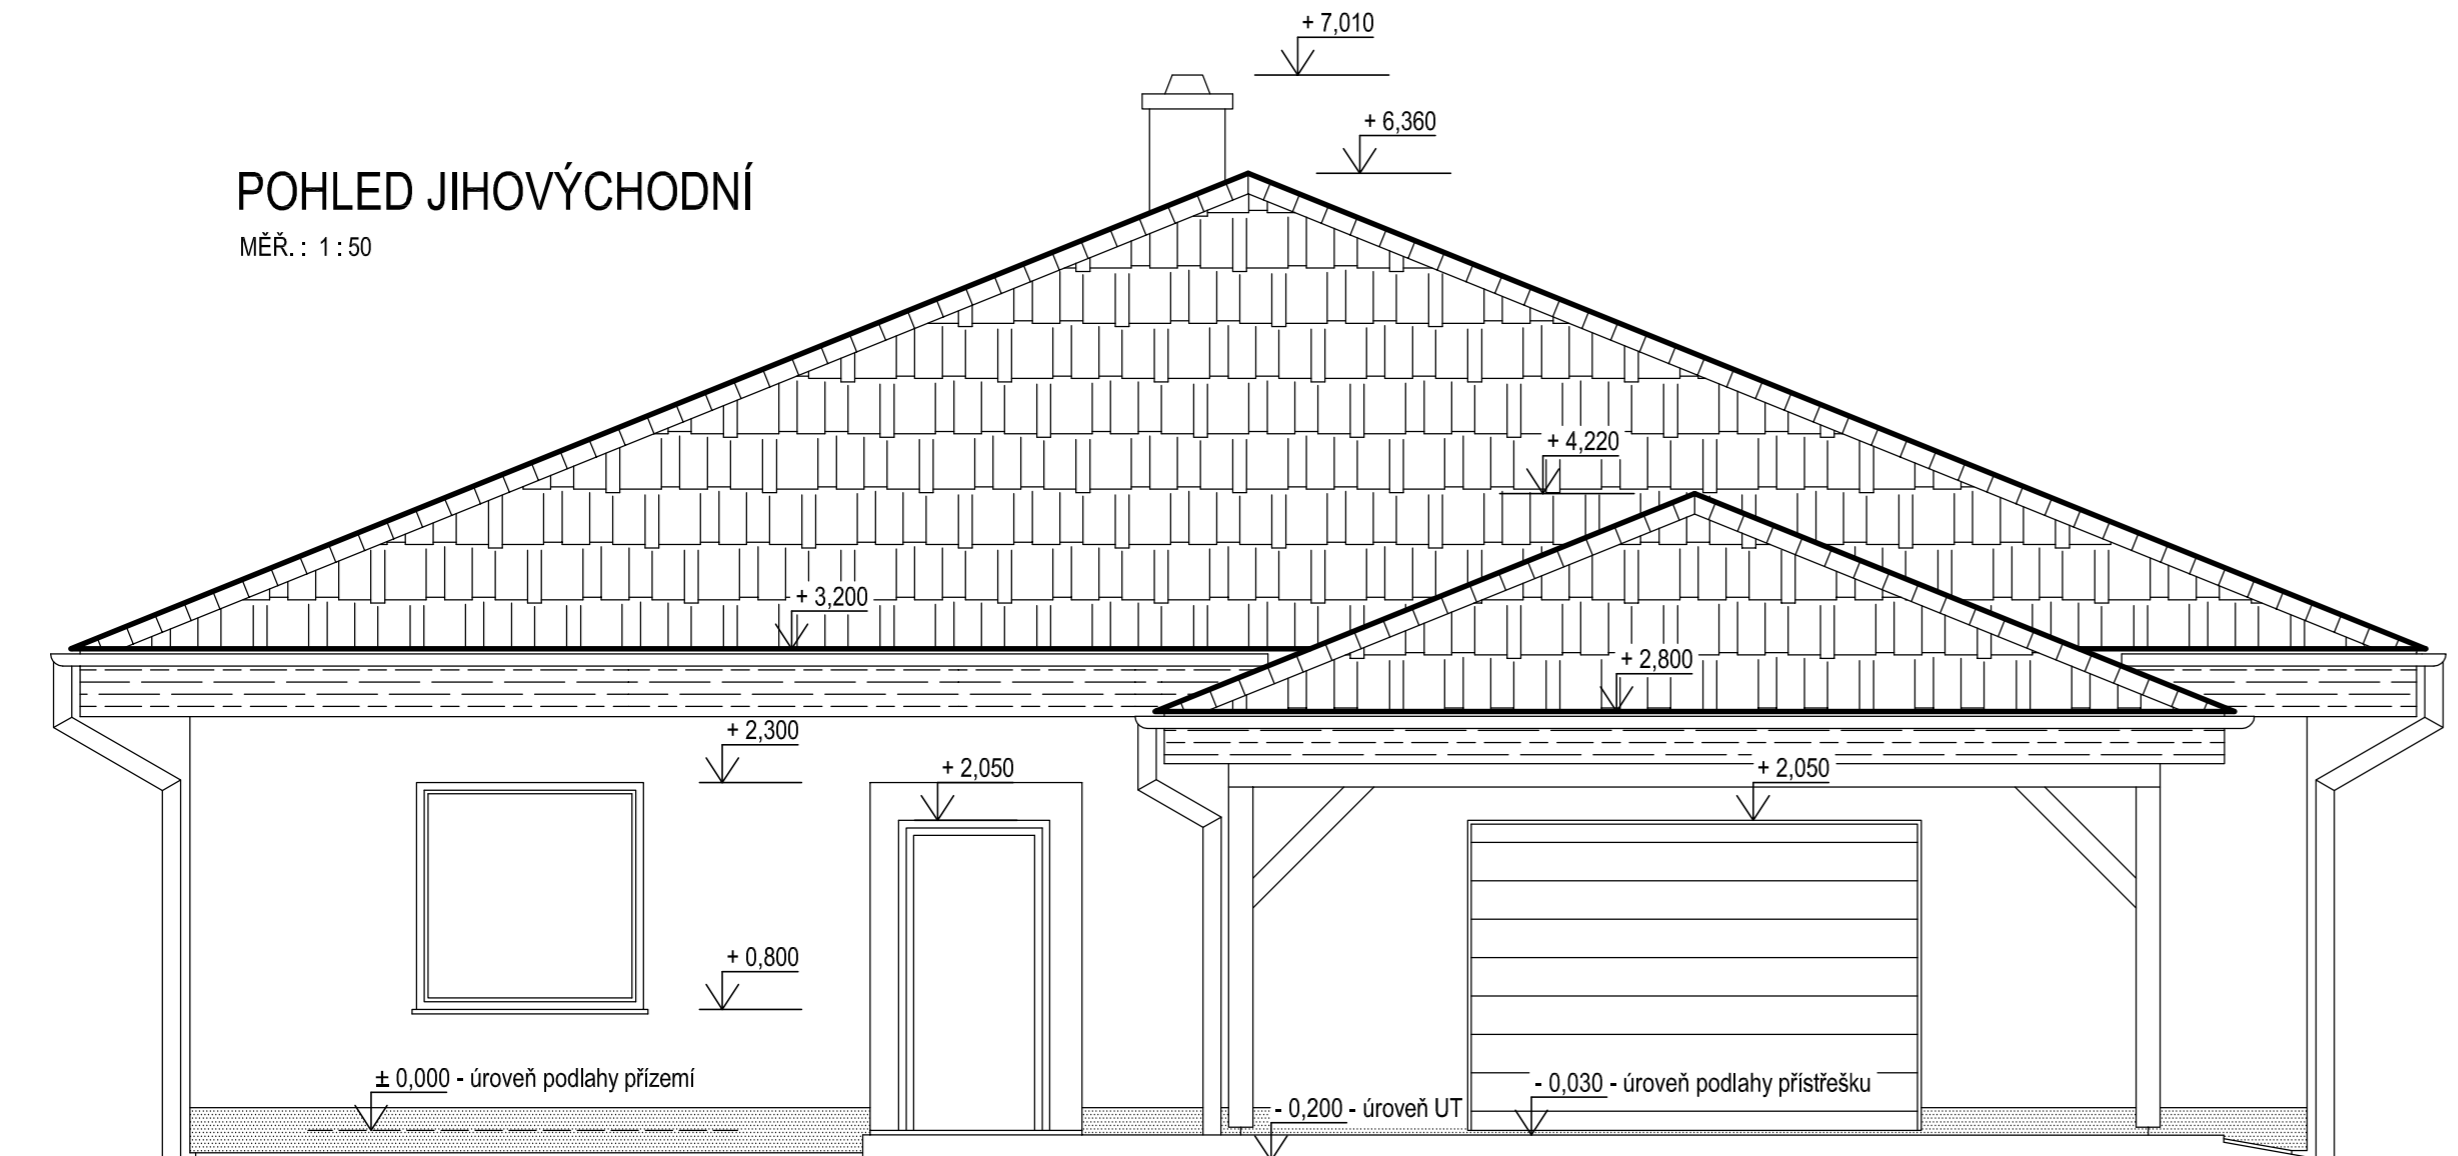 + 7,010
+ 6,360
POHLED JIHOVÝCHODNÍ
MĚŘ. : 1 : 50
+ 4,220
+ 3,200
+ 2,800
+ 2,300
+ 2,050
+ 2,050
+ 0,800
± 0,000 - úroveň podlahy přízemí
- 0,030 - úroveň podlahy přístřešku
- 0,200 - úroveň UT